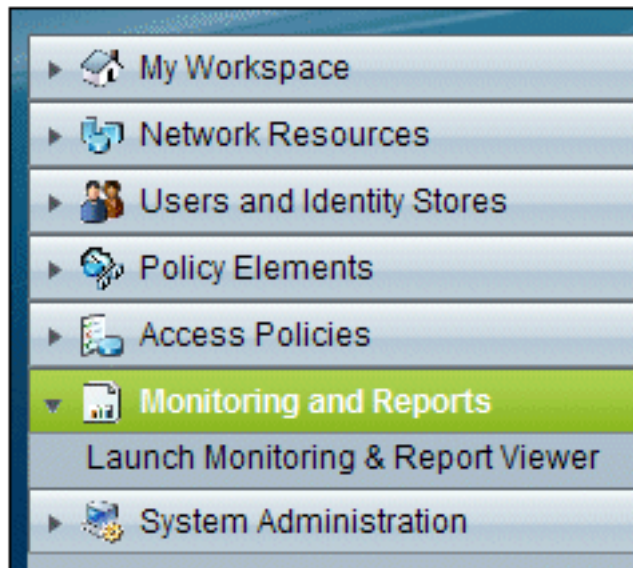 My Workspace
Network Resources
Users and Identity Stores
Policy Elements
Access Policies
Monitoring and Reports
Launch Monitoring & Report Viewer
System Administration